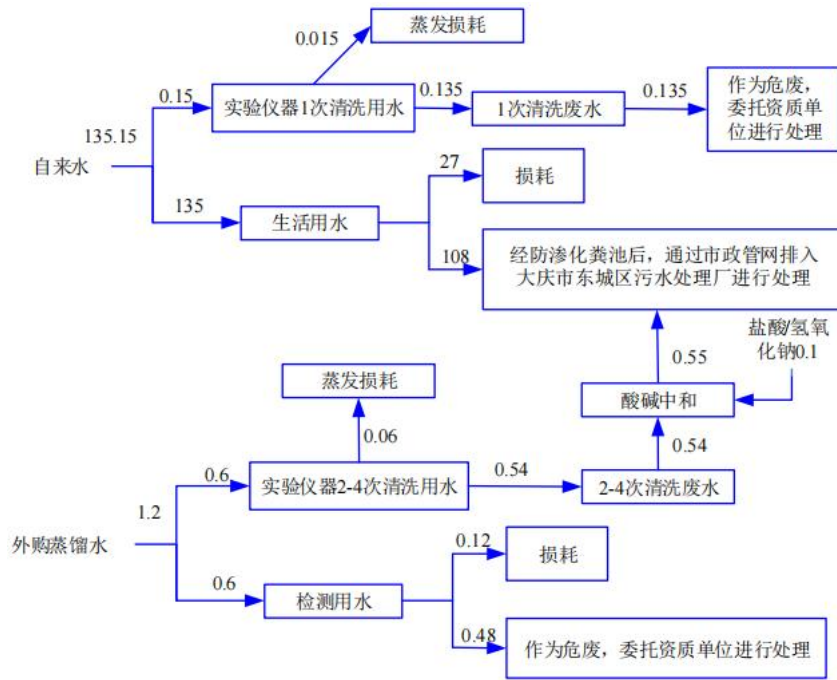 蒸发损耗
0.015
0.15
实验仪器1次清洗用水
0.135
1次清洗废水
0.135
作为危废，
委托资质单
位进行处理
135.15
自来水
27
损耗
135
生活用水
108
经防渗化粪池后，通过市政管网排入
大庆市东城区污水处理厂进行处理
盐酸/氢氧
化钠0.1
0.55
蒸发损耗
酸碱中和
0.06
0.54
0.6
实验仪器2-4次清洗用水
0.54
2-4次清洗废水
1.2
外购蒸馏水
0.12
损耗
0.6
检测用水
0.48
作为危废，委托资质单位进行处理